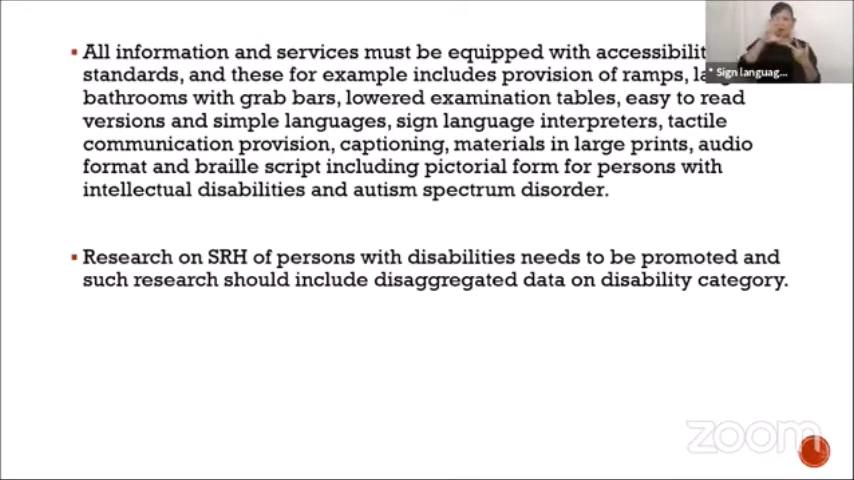 All information and services must be equipped with accessibilit
standards, and these for example includes provision of ramps,
bathrooms with grab bars, lowered examination tables, easy to read
versions and simple languages, sign language interpreters, tactile
communication provision, captioning, materials in large prints, audio
format and braille script including pictorial form for persons with
intellectual disabilities and autism spectrum disorder.
Research on SRH of persons with disabilities needs to be promoted and
such research should include disaggregated data on disability category.
* Sign languag...
zoom